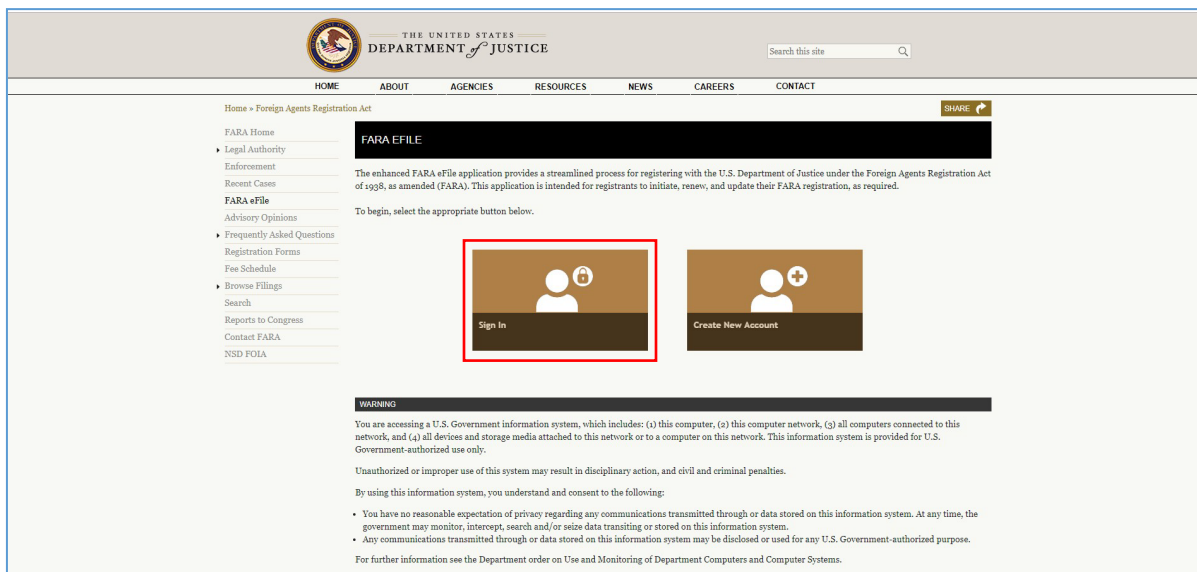 THE UNITED STATES
DEPARTMENT of JUSTICE
Search this site
HOME ABOUT AGENCIES RESOURCES NEWS CAREERS CONTACT
Home » Foreign Agents Registration Act
SHARE
FARA Home
Legal Authority
Enforcement
Recent Cases
FARA eFile
Advisory Opinions
Frequently Asked Questions
Registration Forms
Fee Schedule
Browse Filings
Search
Reports to Congress
Contact FARA
NSD FOIA
FARA EFILE
The enhanced FARA eFile application provides a streamlined process for registering with the U.S. Department of Justice under the Foreign Agents Registration Act
of 1938, as amended (FARA). This application is intended for registrants to initiate, renew, and update their FARA registration, as required.
To begin, select the appropriate button below.
Sign In
Create New Account
WARNING
You are accessing a U.S. Government information system, which includes: (1) this computer, (2) this computer network, (3) all computers connected to this
network, and (4) all devices and storage media attached to this network or to a computer on this network. This information system is provided for U.S.
Government-authorized use only.
Unauthorized or improper use of this system may result in disciplinary action, and civil and criminal penalties.
By using this information system, you understand and consent to the following:
• You have no reasonable expectation of privacy regarding any communications transmitted through or data stored on this information system. At any time, the
government may monitor, intercept, search and/or seize data transiting or stored on this information system.
• Any communications transmitted through or data stored on this information system may be disclosed or used for any U.S. Government-authorized purpose.
For further information see the Department order on Use and Monitoring of Department Computers and Computer Systems.